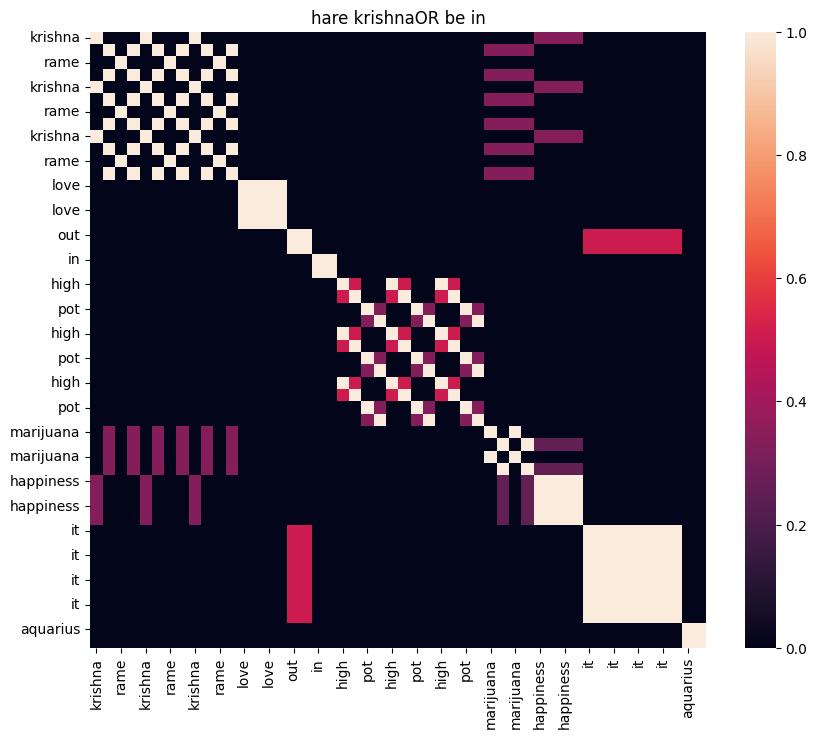 hare krishnaOR be in
krishna
rame
krishna
rame
krishna
rame
love
love
out
in
high
pot
high
pot
high
pot
marijuana
marijuana
happiness
happiness
it
it
it
it
aquarius
1.0
0.8
0.6
0.4
0.2
0.0
krishna
rame
krishna
rame
krishna
rame
love
love
out
in
high
pot
high
pot
high
pot
marijuana
marijuana
happiness
happiness
it
it
it
it
aquarius